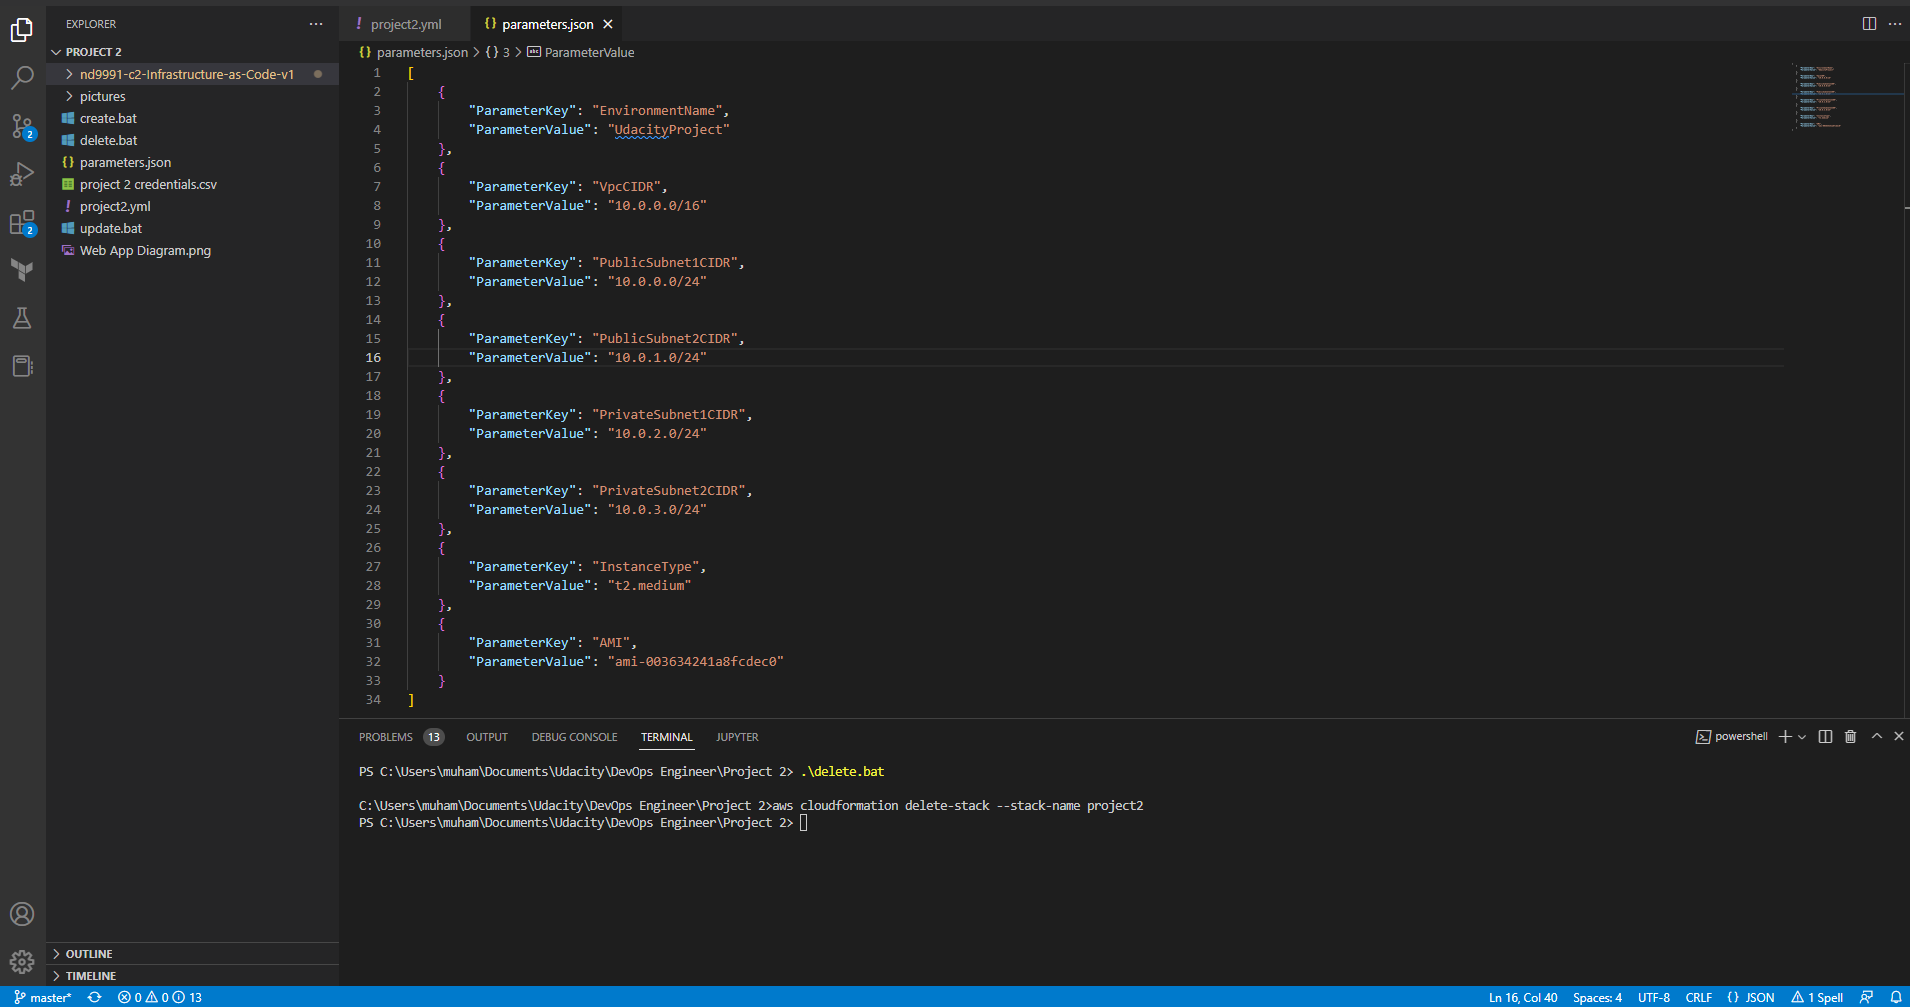 EXPLORER
PROJECT 2
nd9991-c2-Infrastructure-as-Code-v1
pictures
create.bat
delete.bat
parameters.json
project 2 credentials.csv
project2.yml
update.bat
Web App Diagram.png
OUTLINE
TIMELINE
2
2
project2.yml
parameters.json
parameters.json > {} 3 > ParameterValue
1 [
2 {
3 "ParameterKey": "EnvironmentName",
4 "ParameterValue": "UdacityProject"
5 },
6 {
7 "ParameterKey": "VpcCIDR",
8 "ParameterValue": "10.0.0.0/16"
9 },
10 {
11 "ParameterKey": "PublicSubnet1CIDR",
12 "ParameterValue": "10.0.0.0/24"
13 },
14 {
15 "ParameterKey": "PublicSubnet2CIDR",
16 "ParameterValue": "10.0.1.0/24"
17 },
18 {
19 "ParameterKey": "PrivateSubnet1CIDR",
20 "ParameterValue": "10.0.2.0/24"
21 },
22 {
23 "ParameterKey": "PrivateSubnet2CIDR",
24 "ParameterValue": "10.0.3.0/24"
25 },
26 {
27 "ParameterKey": "InstanceType",
28 "ParameterValue": "t2.medium"
29 },
30 {
31 "ParameterKey": "AMI",
32 "ParameterValue": "ami-003634241a8fcdec0"
33 }
34 ]
PROBLEMS 13 OUTPUT DEBUG CONSOLE TERMINAL JUPYTER powershell
PS C:\Users\muham\Documents\Udacity\DevOps Engineer\Project 2> .\delete.bat
C:\Users\muham\Documents\Udacity\DevOps Engineer\Project 2>aws cloudformation delete-stack --stack-name project2
PS C:\Users\muham\Documents\Udacity\DevOps Engineer\Project 2>
master* 0 0 13 Ln 16, Col 40 Spaces: 4 UTF-8 CRLF {} JSON 1 Spell